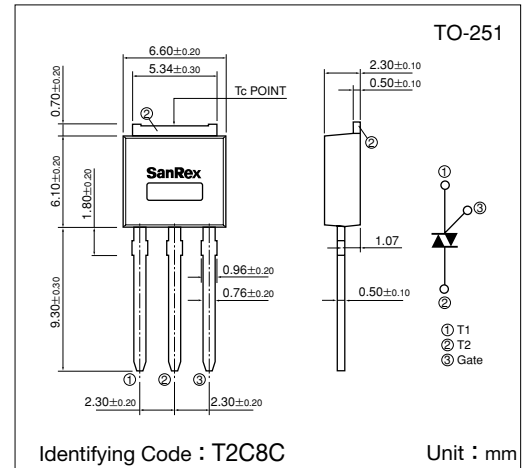 TO-251
6.60±0.20
5.34±0.30
2.30±0.10
0.50±0.10
0.70±0.20
Tc POINT
②
②
SanRex
6.10±0.20
1.80±0.20
①
③
②
1.07
0.96±0.20
0.76±0.20
0.50±0.10
9.30±0.30
① T1
② T2
③ Gate
① ② ③
2.30±0.20 2.30±0.20
Identifying Code：T2C8C Unit：mm